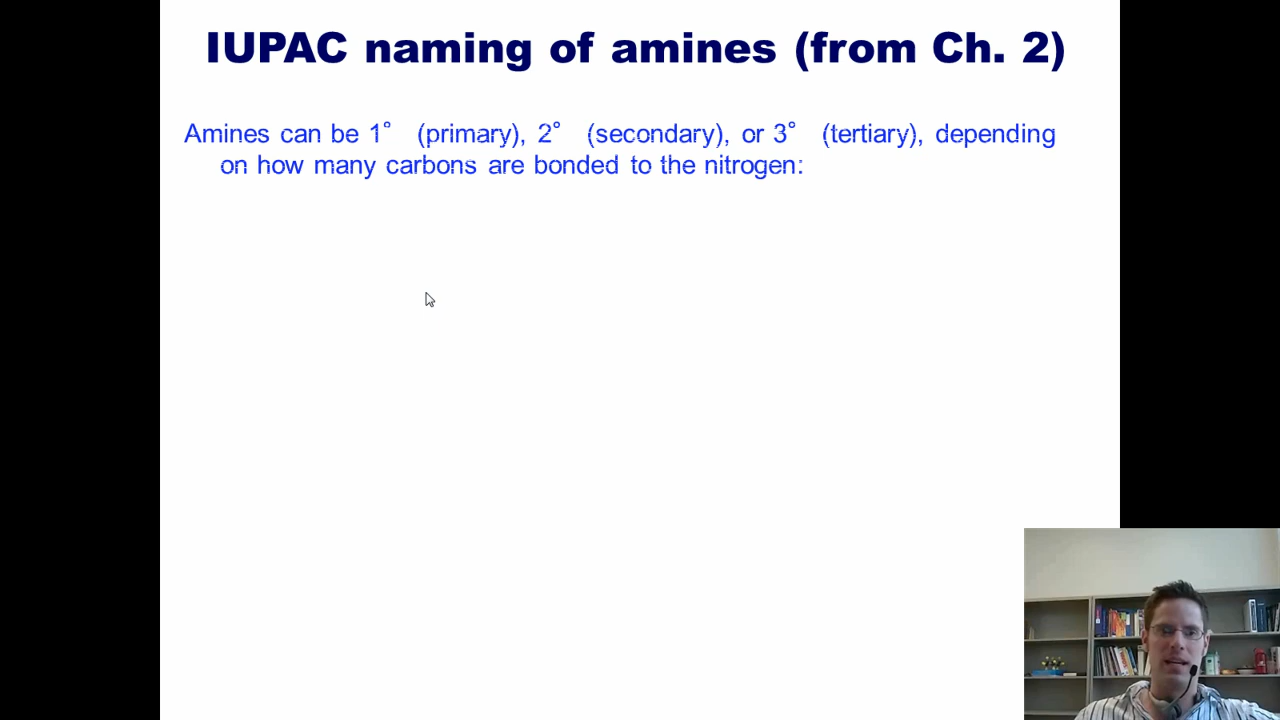 IUPAC naming of amines (from Ch. 2)
Amines can be 1° (primary), 2° (secondary), or 3° (tertiary), depending
on how many carbons are bonded to the nitrogen: